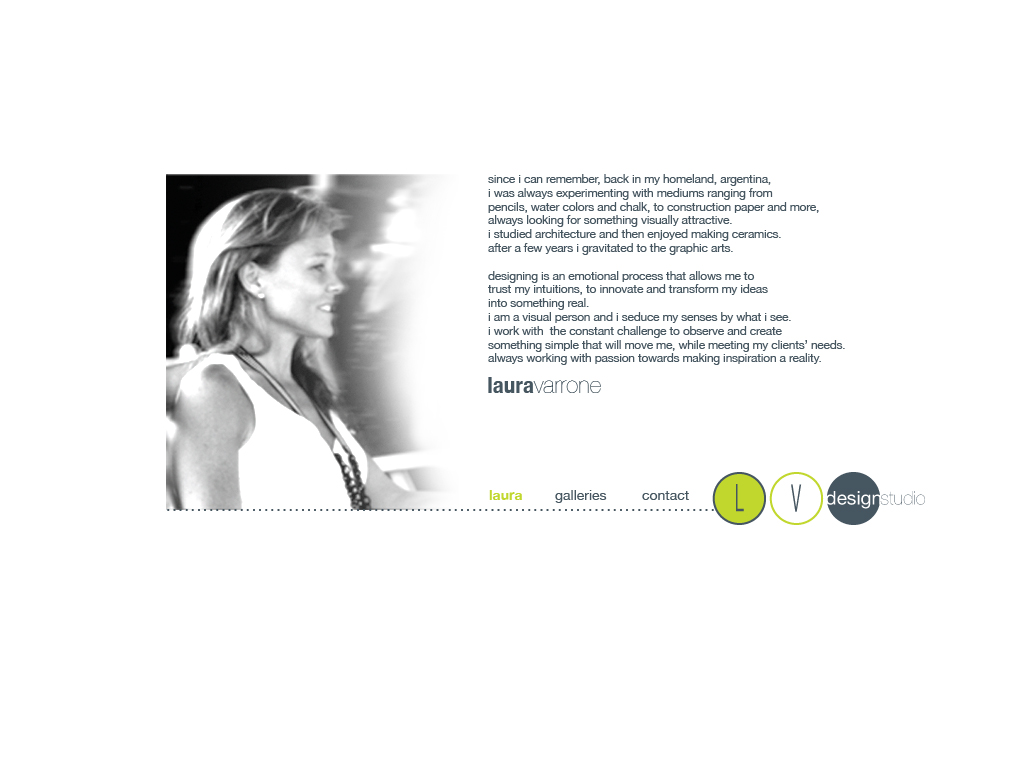 since i can remember, back in my homeland, argentina,
i was always experimenting with mediums ranging from
pencils, water colors and chalk, to construction paper and more,
always looking for something visually attractive.
i studied architecture and then enjoyed making ceramics.
after a few years i gravitated to the graphic arts.
designing is an emotional process that allows me to
trust my intuitions, to innovate and transform my ideas
into something real.
i am a visual person and i seduce my senses by what i see.
i work with  the constant challenge to observe and create
something simple that will move me, while meeting my clients’ needs.
always working with passion towards making inspiration a reality.
lauravarrone
laura galleries contact L V designstudio